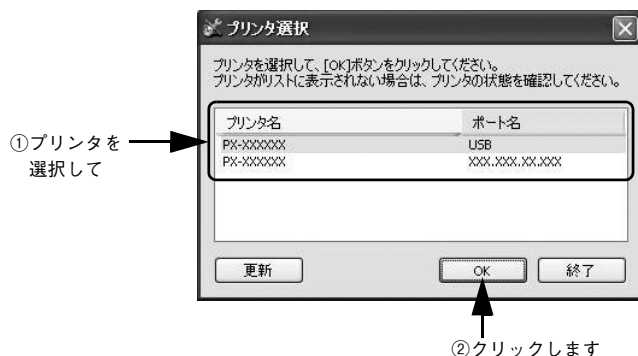 プリンタ選択
プリンタを選択して、[OK]ボタンをクリックしてください。
プリンタがリストに表示されない場合は、プリンタの状態を確認してください。
プリンタ名 ポート名
PX-XXXXXX USB
PX-XXXXXX XXX.XXX.XX.XXX
①プリンタを
選択して
更新 OK 終了
②クリックします